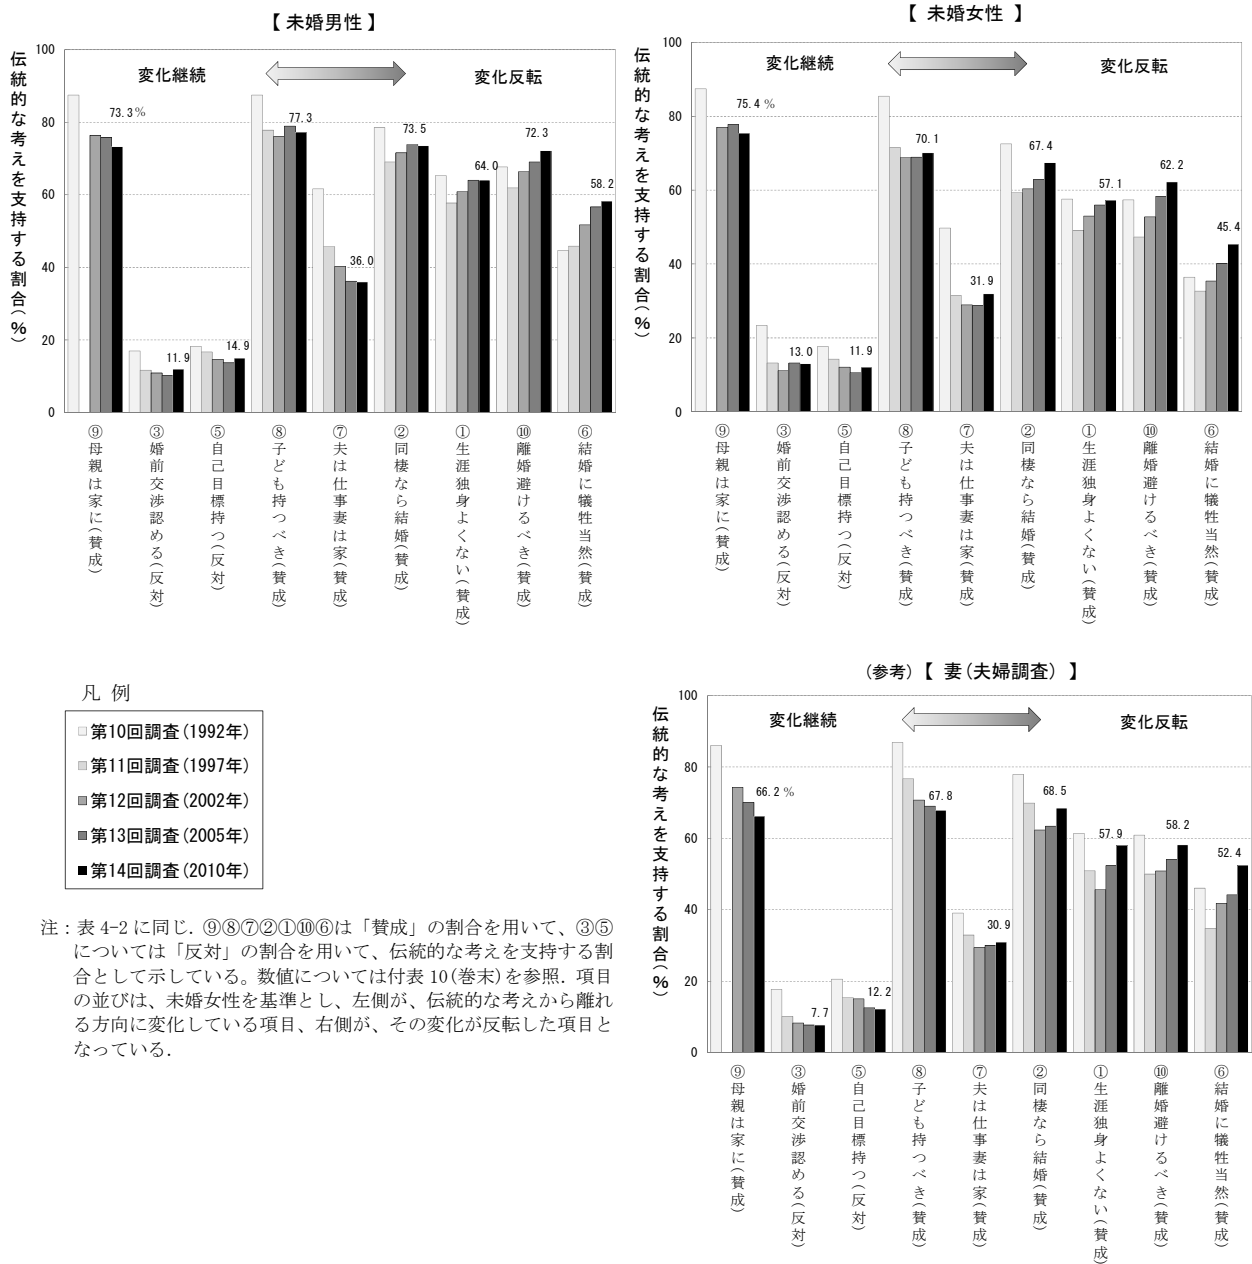 【 未婚男性 】
伝統的な考えを支持する割合(%)
100
80
60
40
20
0
変化継続
変化反転
73.3 %
11.9
14.9
77.3
36.0
73.5
64.0
72.3
58.2
⑨母親は家に(賛成)
③婚前交渉認める(反対)
⑤自己目標持つ(反対)
⑧子ども持つべき(賛成)
⑦夫は仕事妻は家(賛成)
②同棲なら結婚(賛成)
①生涯独身よくない(賛成)
⑩離婚避けるべき(賛成)
⑥結婚に犠牲当然(賛成)
【 未婚女性 】
伝統的な考えを支持する割合(%)
100
80
60
40
20
0
変化継続
変化反転
75.4 %
13.0
11.9
70.1
31.9
67.4
57.1
62.2
45.4
⑨母親は家に(賛成)
③婚前交渉認める(反対)
⑤自己目標持つ(反対)
⑧子ども持つべき(賛成)
⑦夫は仕事妻は家(賛成)
②同棲なら結婚(賛成)
①生涯独身よくない(賛成)
⑩離婚避けるべき(賛成)
⑥結婚に犠牲当然(賛成)
凡 例
第10回調査(1992年)
第11回調査(1997年)
第12回調査(2002年)
第13回調査(2005年)
第14回調査(2010年)
注：表 4-2 に同じ. ⑨⑧⑦②①⑩⑥は「賛成」の割合を用いて、③⑤
については「反対」の割合を用いて、伝統的な考えを支持する割
合として示している。数値については付表 10(巻末)を参照. 項目
の並びは、未婚女性を基準とし、左側が、伝統的な考えから離れ
る方向に変化している項目、右側が、その変化が反転した項目と
なっている.
(参考)【 妻(夫婦調査) 】
伝統的な考えを支持する割合(%)
100
80
60
40
20
0
変化継続
変化反転
66.2 %
7.7
12.2
67.8
30.9
68.5
57.9
58.2
52.4
⑨母親は家に(賛成)
③婚前交渉認める(反対)
⑤自己目標持つ(反対)
⑧子ども持つべき(賛成)
⑦夫は仕事妻は家(賛成)
②同棲なら結婚(賛成)
①生涯独身よくない(賛成)
⑩離婚避けるべき(賛成)
⑥結婚に犠牲当然(賛成)